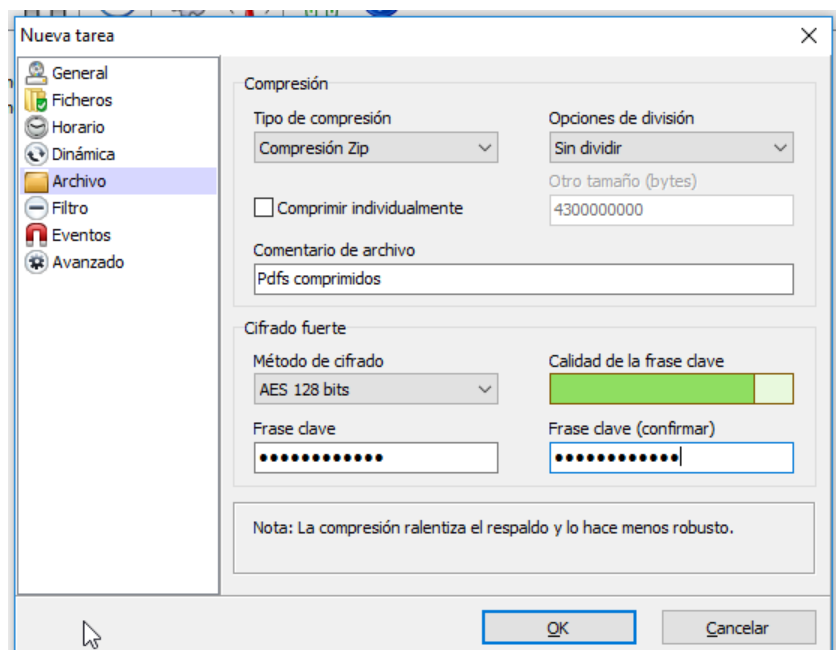 Nueva tarea
General
Ficheros
Horario
Dinámica
Archivo
Filtro
Eventos
Avanzado
Compresión
Tipo de compresión
Opciones de división
Compresión Zip
Sin dividir
Otro tamaño (bytes)
Comprimir individualmente
4300000000
Comentario de archivo
Pdfs comprimidos
Cifrado fuerte
Método de cifrado
Calidad de la frase clave
AES 128 bits
Frase clave
Frase clave (confirmar)
••••••••••••
••••••••••••
Nota: La compresión ralentiza el respaldo y lo hace menos robusto.
OK
Cancelar